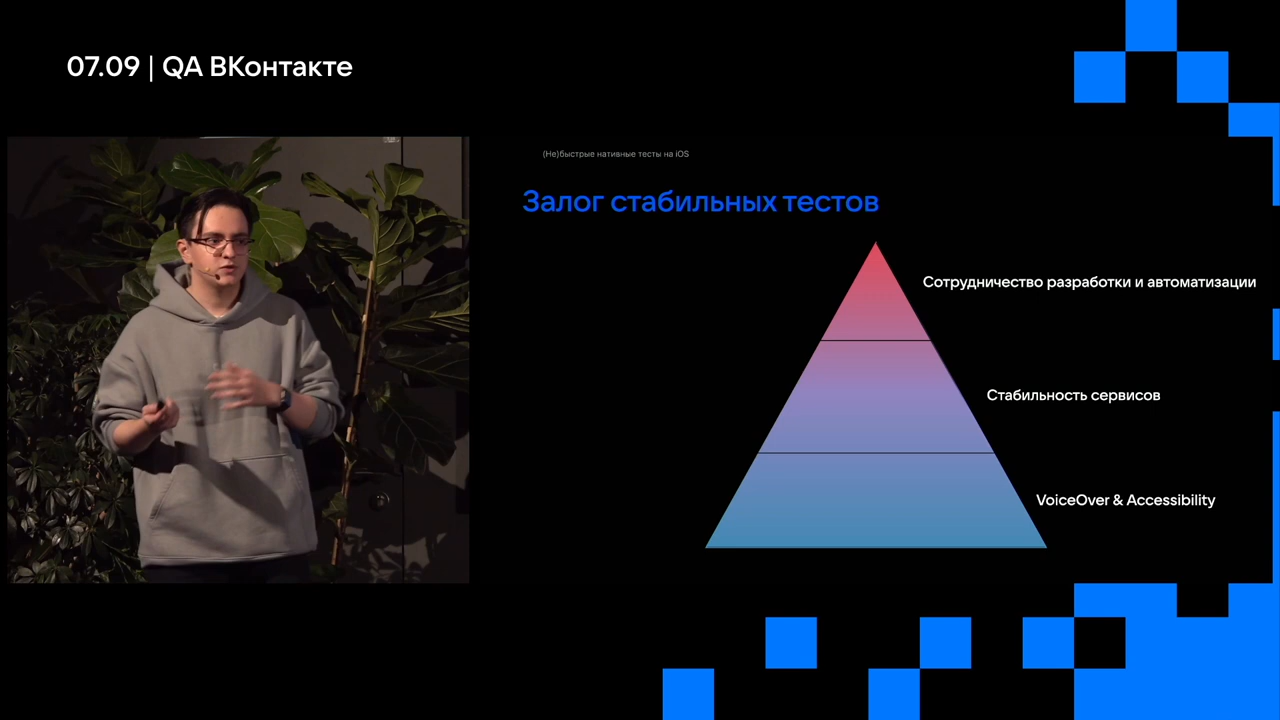 07.09 | QA ВКонтакте
(Не)быстрые нативные тесты на iOS
Залог стабильных тестов
Сотрудничество разработки и автоматизации
Стабильность сервисов
VoiceOver & Accessibility